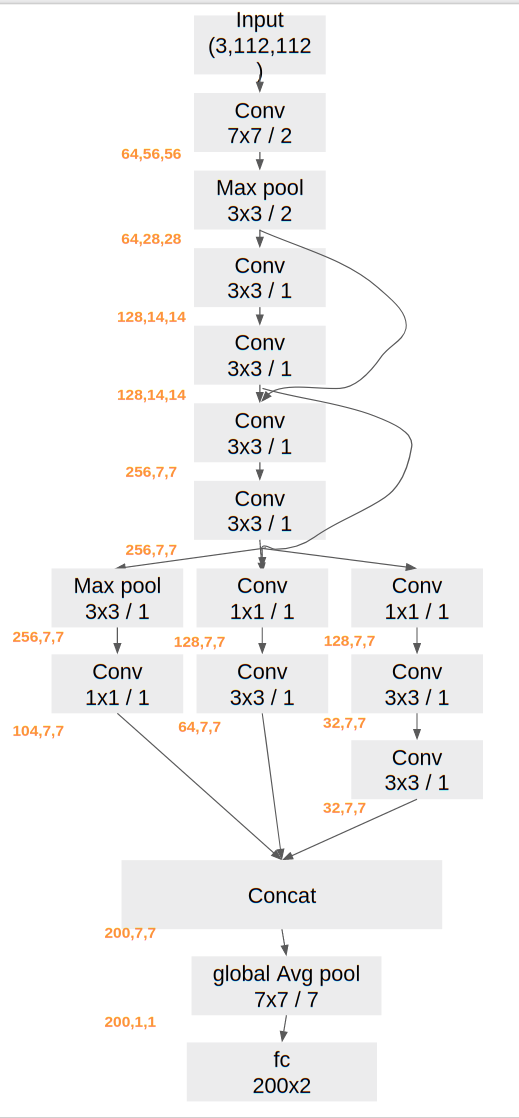 Input
(3,112,112
Conv
7x7 / 2
64,56,56
Max pool
3x3 / 2
64,28,28
Conv
3x3 / 1
128,14,14
Conv
3x3 / 1
128,14,14
Conv
3x3 / 1
256,7,7
Conv
3x3 / 1
256,7,7
Max pool
3x3 / 1
Conv
1x1 / 1
Conv
1x1 / 1
256,7,7
128,7,7
128,7,7
Conv
1x1 / 1
Conv
3x3 / 1
Conv
3x3 / 1
104,7,7
64,7,7
32,7,7
Conv
3x3 / 1
32,7,7
Concat
200,7,7
global Avg pool
7x7 / 7
200,1,1
fc
200x2